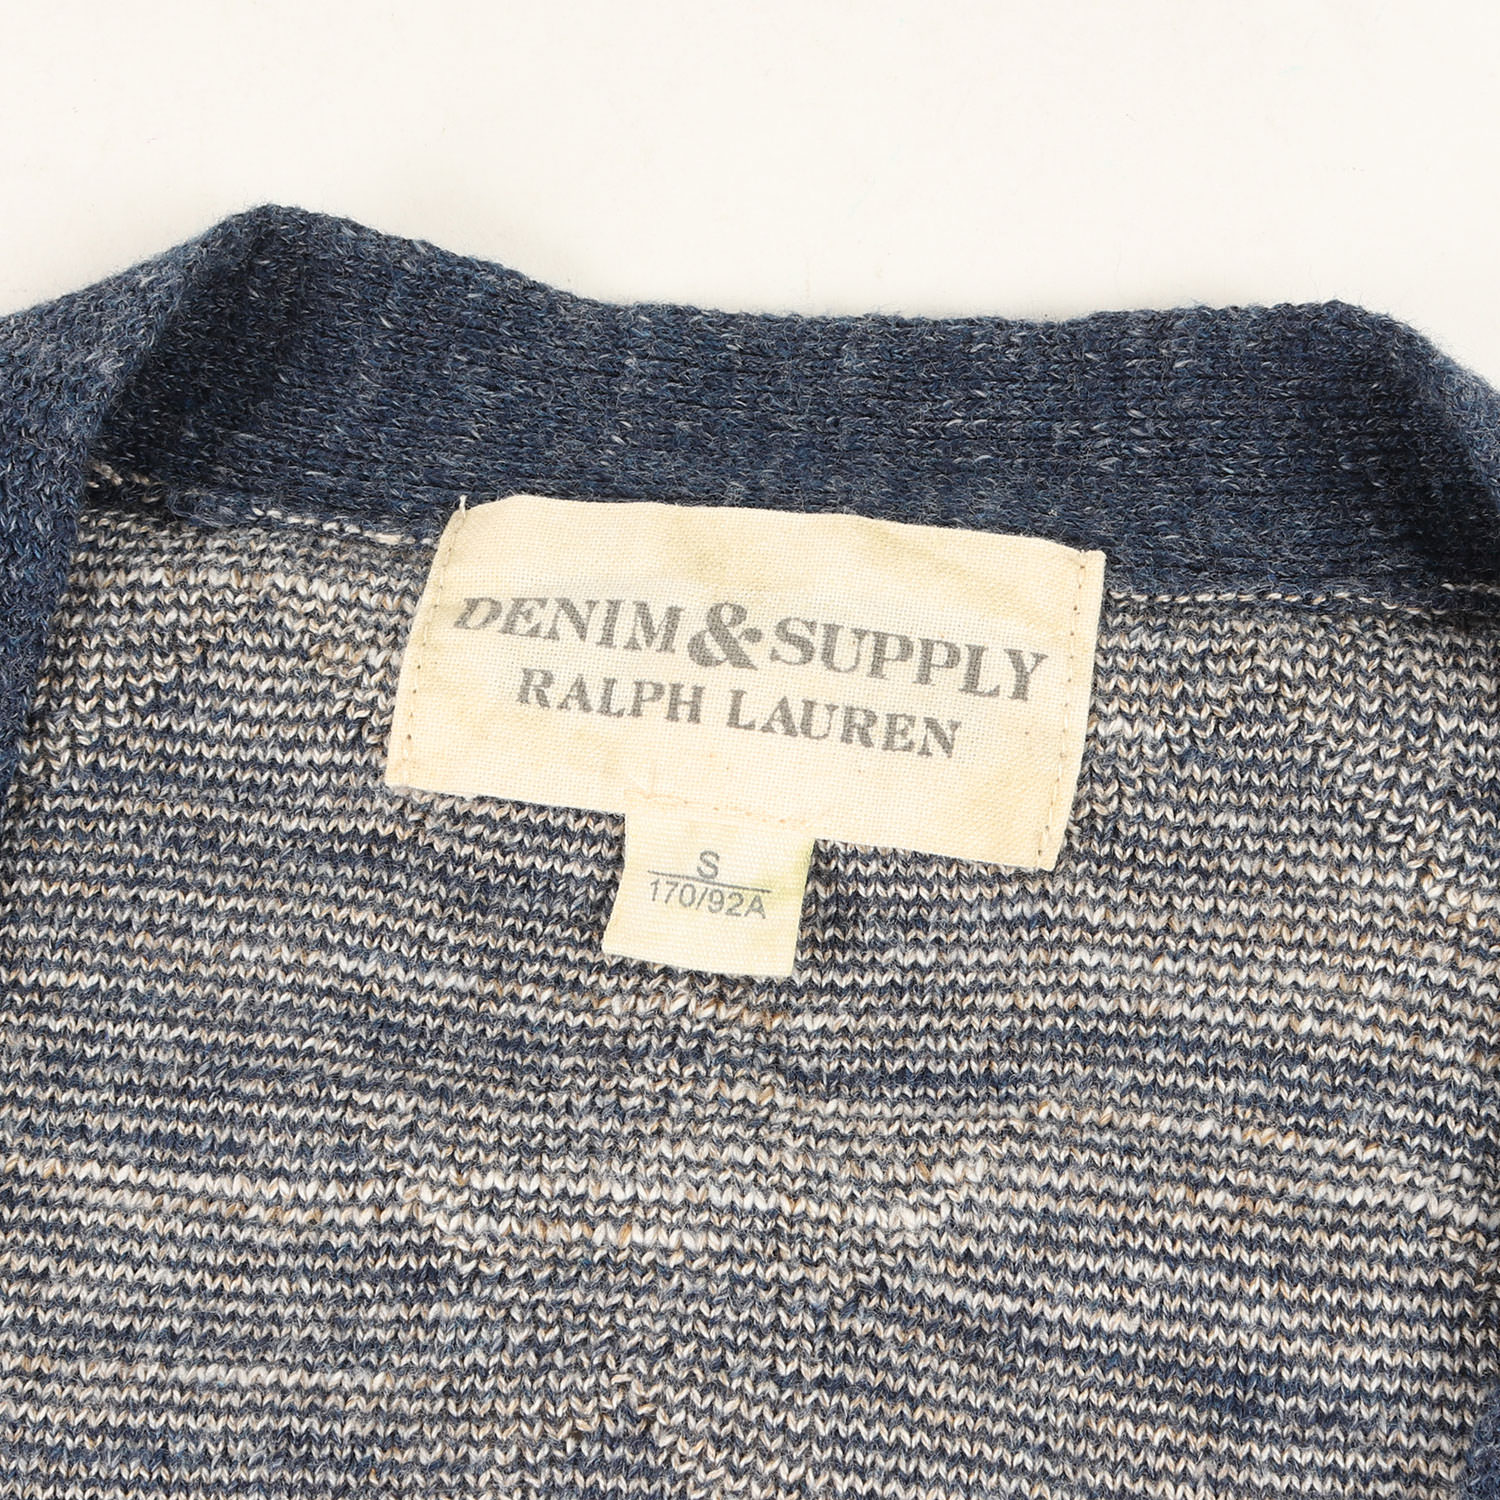 DENIM & SUPPLY
RALPH LAUREN
S
170/92A